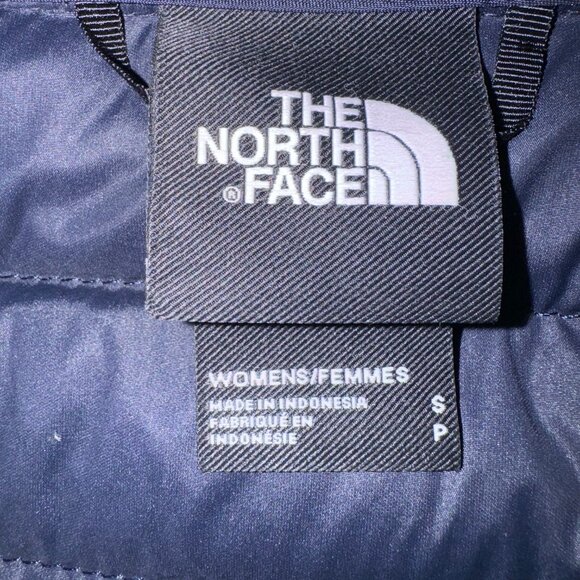 THE
NORTH
® FACE
WOMENS/FEMMES
MADE IN INDONESIA
FABRIQUÉ EN
INDONÉSIE
S
P